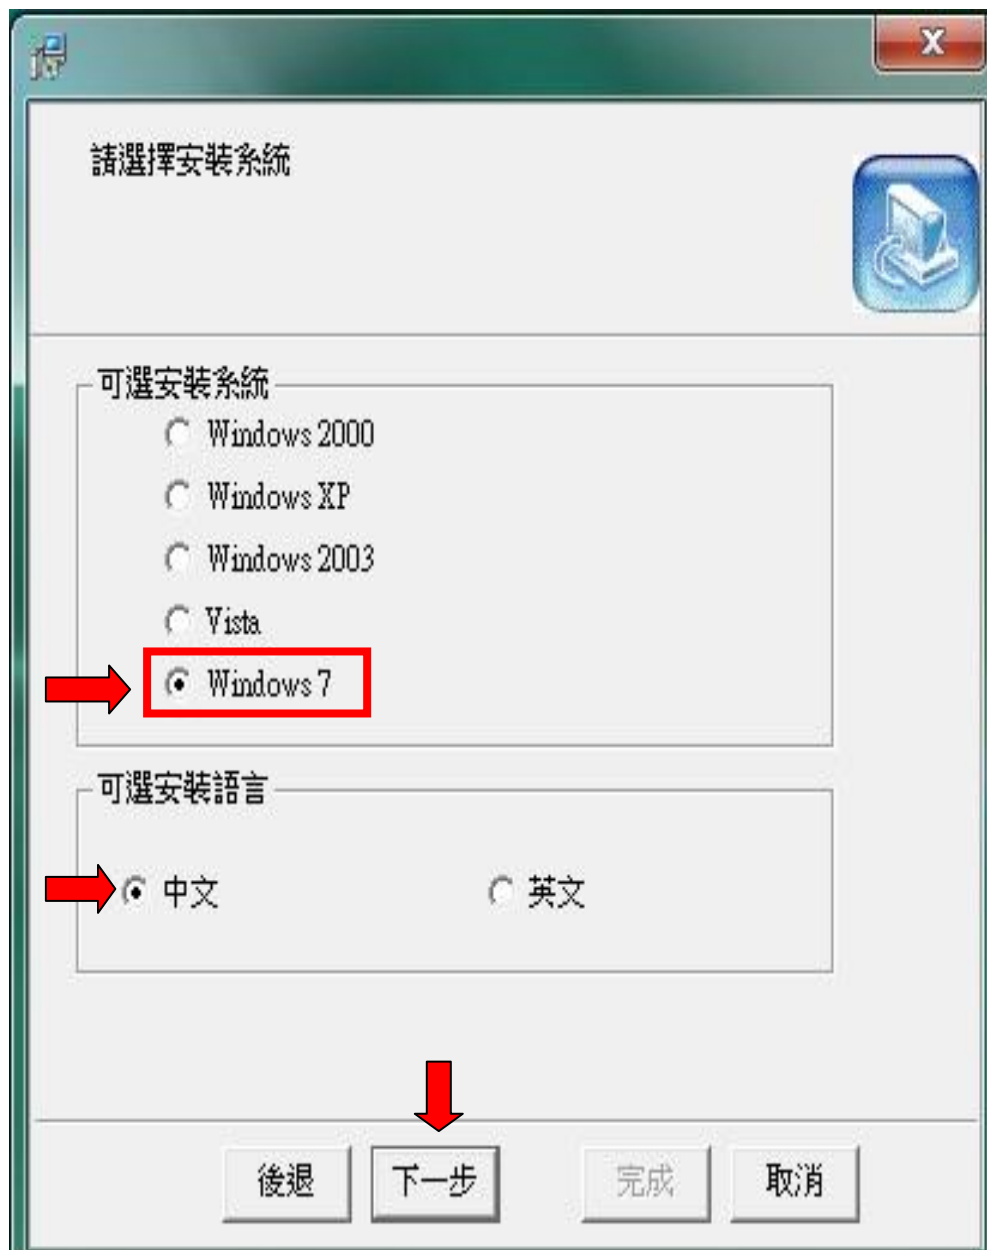 請選擇安裝系統
可選安裝系統
Windows 2000
Windows XP
Windows 2003
Vista
Windows 7
可選安裝語言
中文 英文
後退 下一步 完成 取消